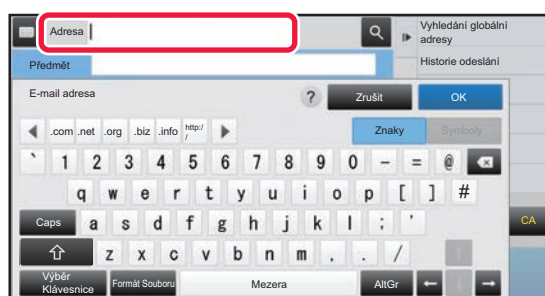 Adresa
Vyhledání globální
adresy
Předmět
Historie odeslání
E-mail adresa
?
Zrušit
OK
.com .net .org .biz .info http:/
/
Znaky
Symboly
` 1 2 3 4 5 6 7 8 9 0 - = @
q w e r t y u i o p [ ] #
Caps a s d f g h j k l ; '
CA
z x c v b n m , . /
Výběr
Klávesnice
Formát Souboru
Mezera
AltGr